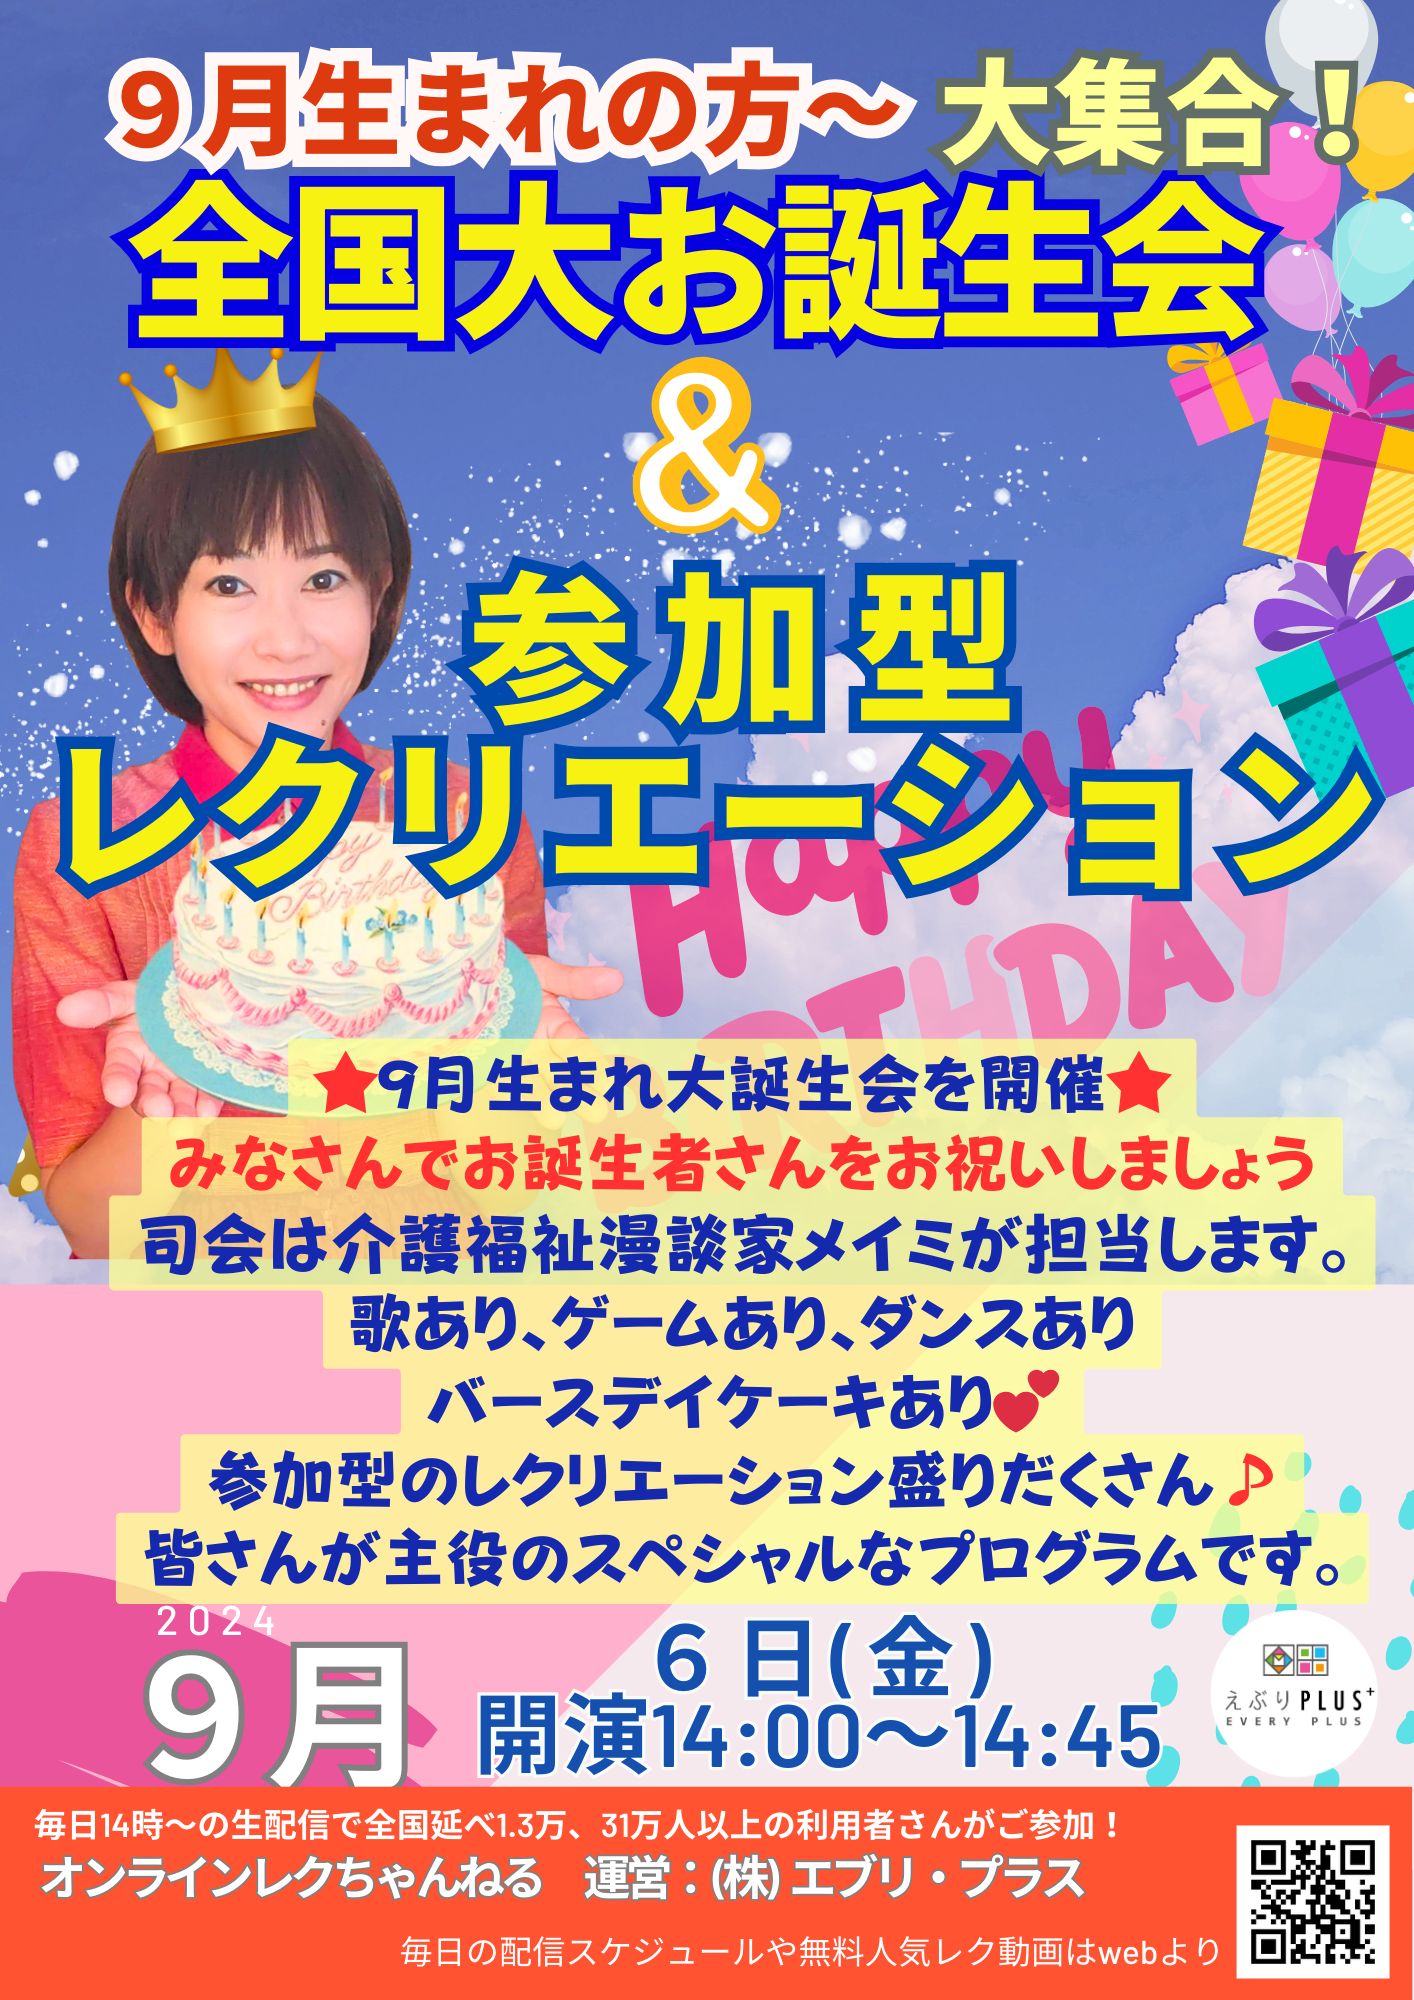 9月生まれの方～ 大集合！
全国大お誕生会
&
参加型
レクリエーション
Happy
Birthday
Happy
BIRTHDAY
★9月生まれ大誕生会を開催★
みなさんでお誕生者さんをお祝いしましょう
司会は介護福祉漫談家メイミが担当します。
歌あり、ゲームあり、ダンスあり
バースデイケーキあり💕
参加型のレクリエーション盛りだくさん♪
皆さんが主役のスペシャルなプログラムです。
2024
9月
6日(金)
開演14:00～14:45
えぶりPLUS+
EVERY PLUS
毎日14時～の生配信で全国延べ1.3万、31万人以上の利用者さんがご参加！
オンラインレクちゃんねる　運営：(株) エブリ・プラス
毎日の配信スケジュールや無料人気レク動画はwebより